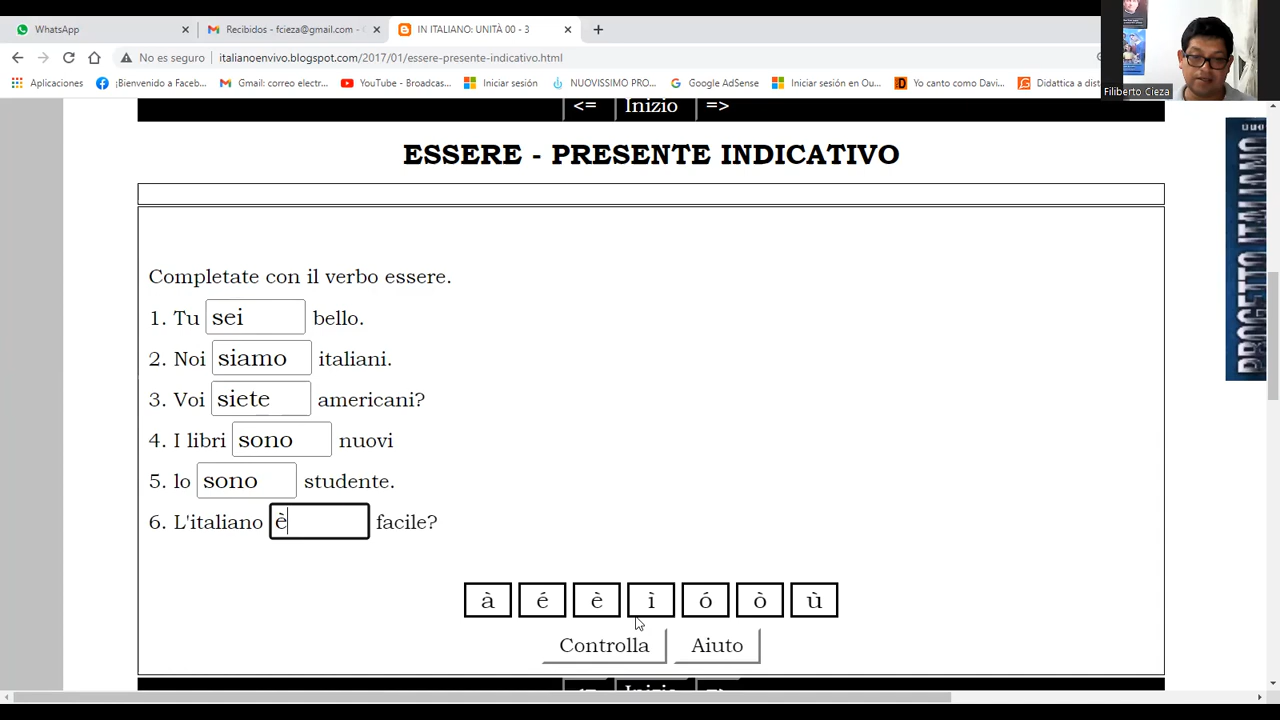 WhatsApp
Recibidos - fcieza@gmail.com -
IN ITALIANO: UNITÀ 00 - 3
No es seguro
italianoenvivo.blogspot.com/2017/01/essere-presente-indicativo.html
Aplicaciones
¡Bienvenido a Faceb...
Gmail: correo electr...
YouTube - Broadcas...
Iniciar sesión
NUOVISSIMO PRO...
Google AdSense
Iniciar sesión en Ou...
Yo canto como Davi...
Didattica a dist
Filiberto Cieza
<= Inizio =>
ESSERE - PRESENTE INDICATIVO
Completate con il verbo essere.
1. Tu sei bello.
2. Noi siamo italiani.
3. Voi siete americani?
4. I libri sono nuovi
5. lo sono studente.
6. L'italiano è facile?
à é è ì ó ò ù
Controlla Aiuto
<= Inizio =>
PROGETTO ITALIANO